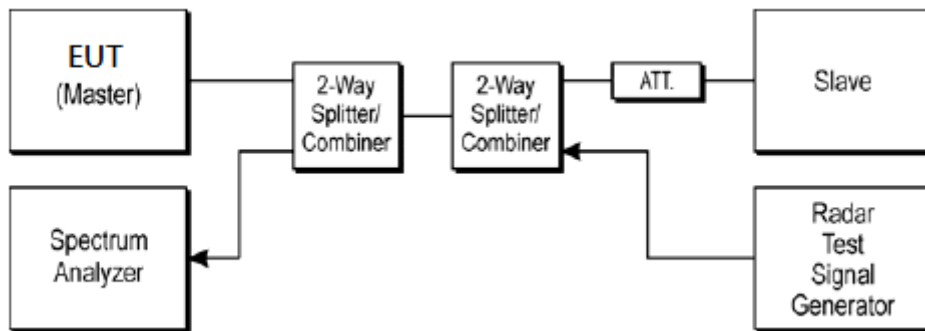 EUT
(Master)
2-Way
Splitter/
Combiner
2-Way
Splitter/
Combiner
ATT.
Slave
Spectrum
Analyzer
Radar
Test
Signal
Generator